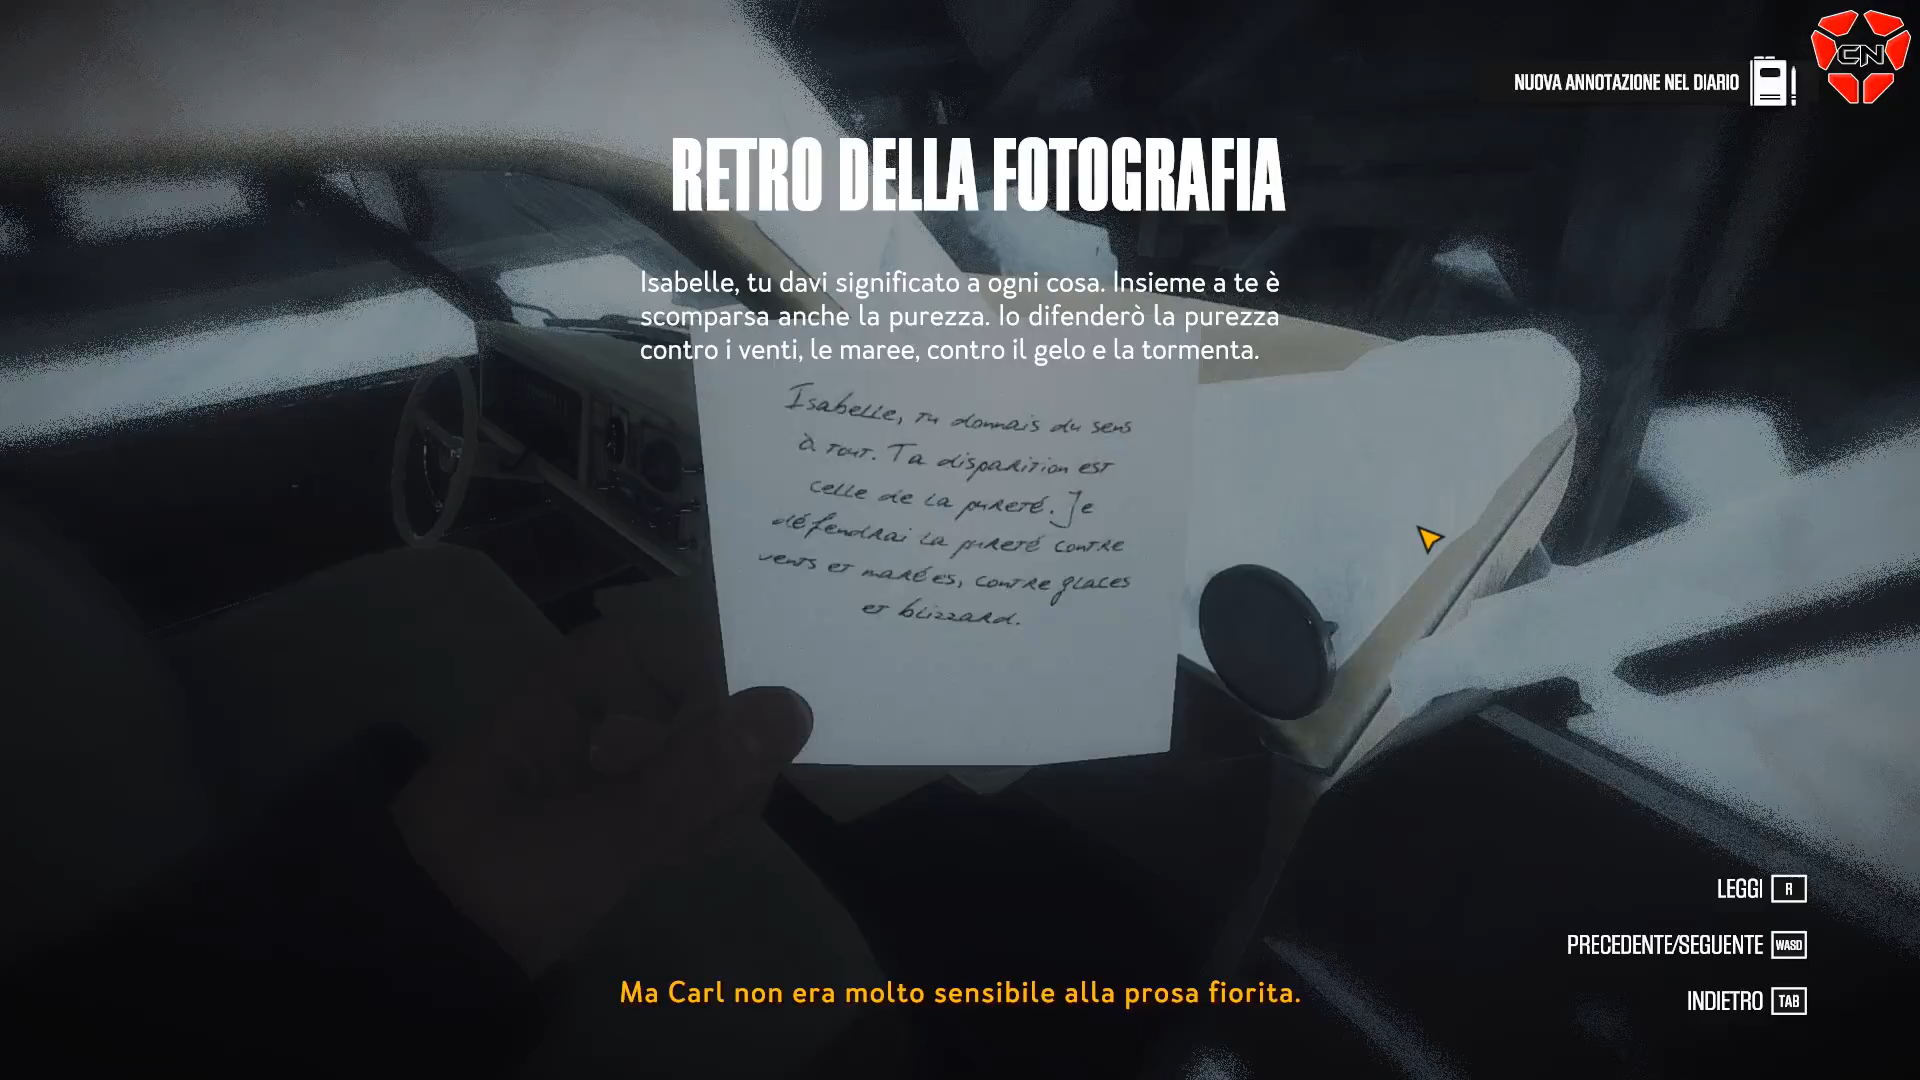 CN
NUOVA ANNOTAZIONE NEL DIARIO
RETRO DELLA FOTOGRAFIA
Isabelle, tu davi significato a ogni cosa. Insieme a te è
scomparsa anche la purezza. Io difenderò la purezza
contro i venti, le maree, contro il gelo e la tormenta.
Isabelle, tu donnais du sens
à tout. Ta disparition est
celle de la pureté. Je
défendrai la pureté contre
vents et marées, contre glaces
et blizzard.
LEGGI R
PRECEDENTE/SEGUENTE WASD
Ma Carl non era molto sensibile alla prosa fiorita.
INDIETRO TAB